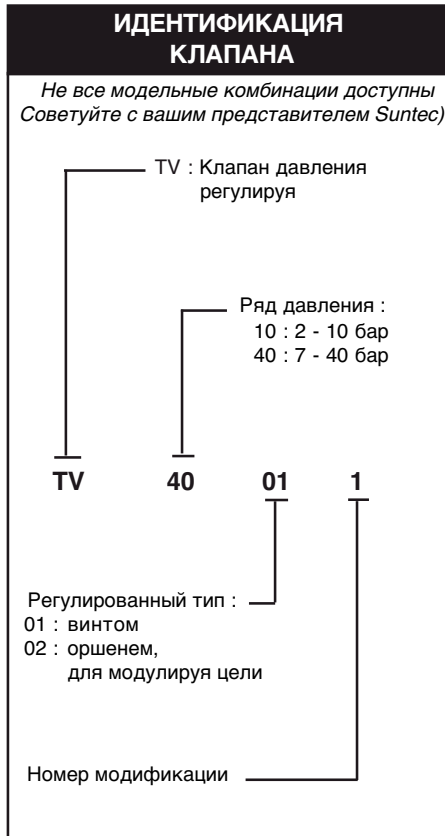 ИДЕНТИФИКАЦИЯ
КЛАПАНА
Не все модельные комбинации доступны
Советуйте с вашим представителем Suntec)
TV : Клапан давления
регулируя
Ряд давления :
10 : 2 - 10 бар
40 : 7 - 40 бар
TV 40 01 1
Регулированный тип :
01 : винтом
02 : оршенем,
для модулируя цели
Номер модификации